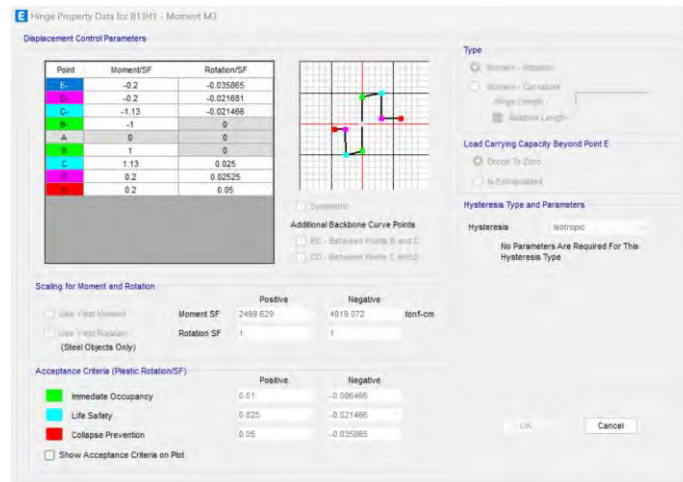 Hinge Property Data for B13H1 - Moment M3
Displacement Control Parameters
Point Moment/SF Rotation/SF
E- -0.2 -0.035865
D- -0.2 -0.021681
C- -1.13 -0.021466
B- -1 0
A 0 0
B 1 0
C 1.13 0.025
D 0.2 0.02525
E 0.2 0.05
Symmetric
Additional Backbone Curve Points
BC - Between Points B and C
CD - Between Points C and D
Type
Moment - Rotation
Moment - Curvature
Hinge Length
Relative Length
Load Carrying Capacity Beyond Point E
Drops To Zero
Is Extrapolated
Hysteresis Type and Parameters
Hysteresis Isotropic
No Parameters Are Required For This
Hysteresis Type
Scaling for Moment and Rotation
Positive Negative
Use Yield Moment Moment SF 2499.629 4019.072 tonf-cm
Use Yield Rotation Rotation SF 1 1
(Steel Objects Only)
Acceptance Criteria (Plastic Rotation/SF)
Positive Negative
Immediate Occupancy 0.01 -0.006466
Life Safety 0.025 -0.021466
Collapse Prevention 0.05 -0.035865
Show Acceptance Criteria on Plot
OK Cancel